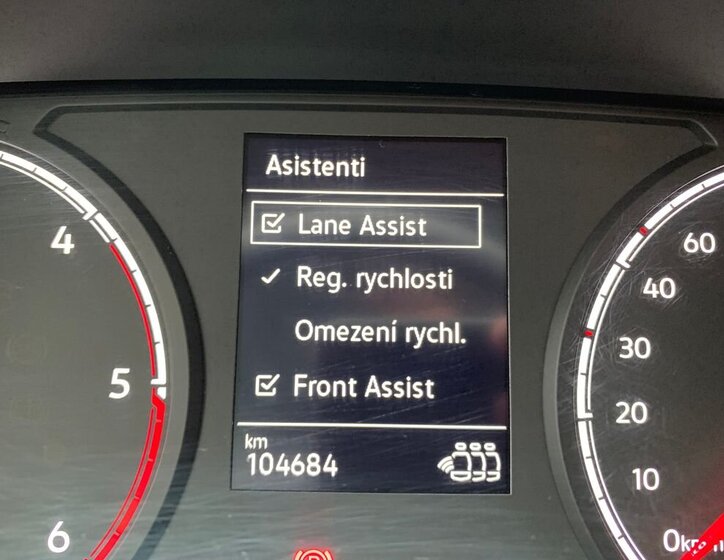 Asistenti
Lane Assist
Reg. rychlosti
Omezení rychl.
Front Assist
km
104684
4
5
6
60
40
30
20
10
0